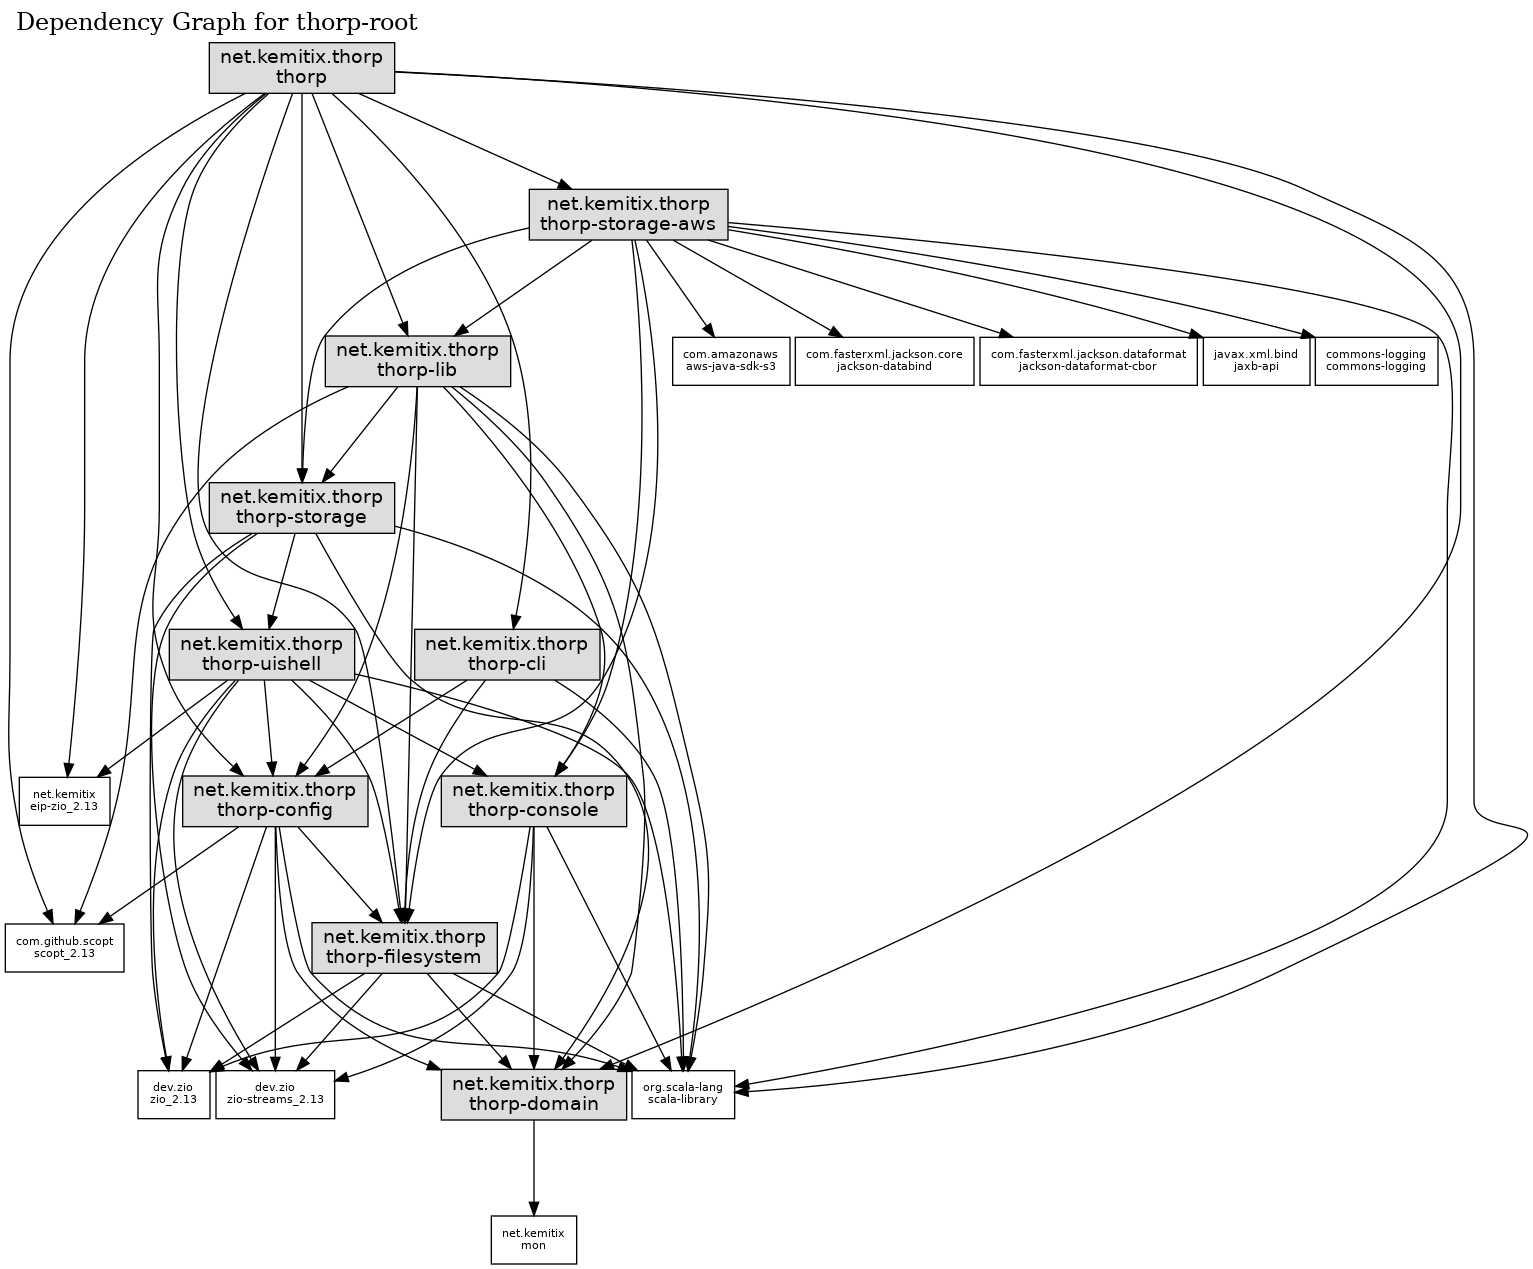 Dependency Graph for thorp-root
net.kemitix.thorp
thorp
net.kemitix.thorp
thorp-storage-aws
net.kemitix.thorp
thorp-lib
com.amazonaws
aws-java-sdk-s3
com.fasterxml.jackson.core
jackson-databind
com.fasterxml.jackson.dataformat
jackson-dataformat-cbor
javax.xml.bind
jaxb-api
commons-logging
commons-logging
net.kemitix.thorp
thorp-storage
net.kemitix.thorp
thorp-uishell
net.kemitix.thorp
thorp-cli
net.kemitix
eip-zio_2.13
net.kemitix.thorp
thorp-config
net.kemitix.thorp
thorp-console
com.github.scopt
scopt_2.13
net.kemitix.thorp
thorp-filesystem
dev.zio
zio_2.13
dev.zio
zio-streams_2.13
net.kemitix.thorp
thorp-domain
org.scala-lang
scala-library
net.kemitix
mon